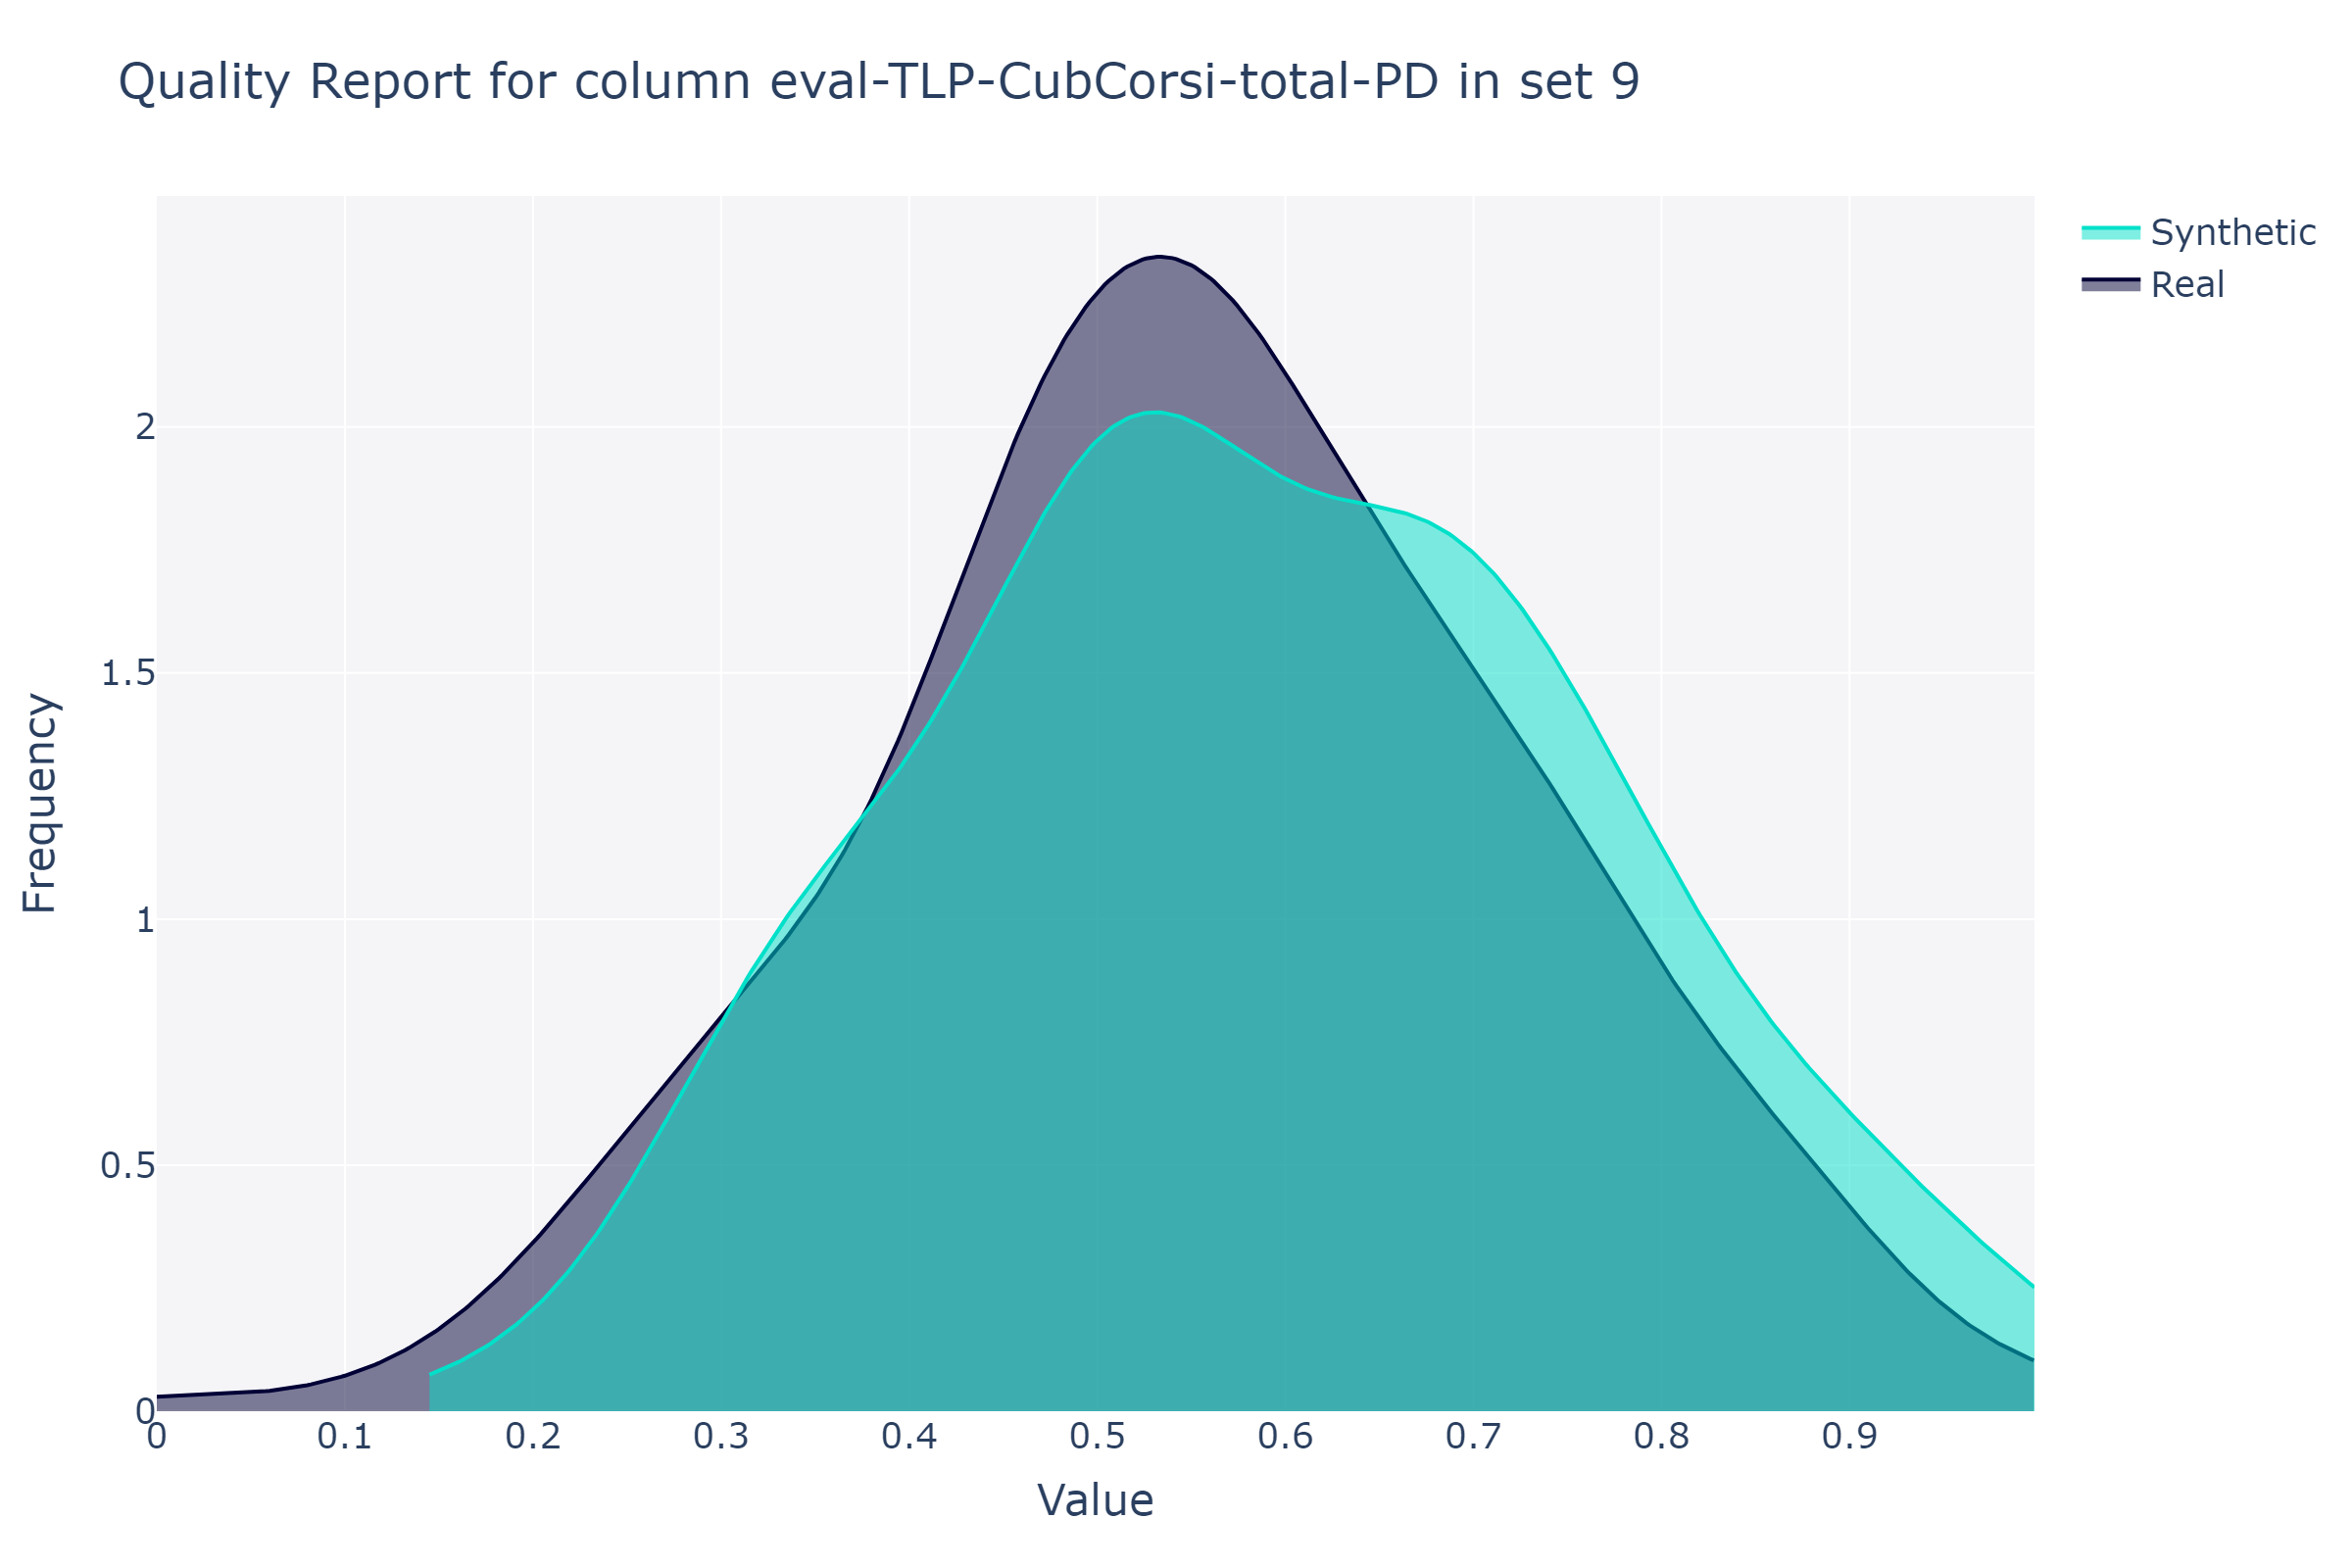 Quality Report for column eval-TLP-CubCorsi-total-PD in set 9
Synthetic
Real
Frequency
2
1.5
1
0.5
0
0 0.1 0.2 0.3 0.4 0.5 0.6 0.7 0.8 0.9
Value